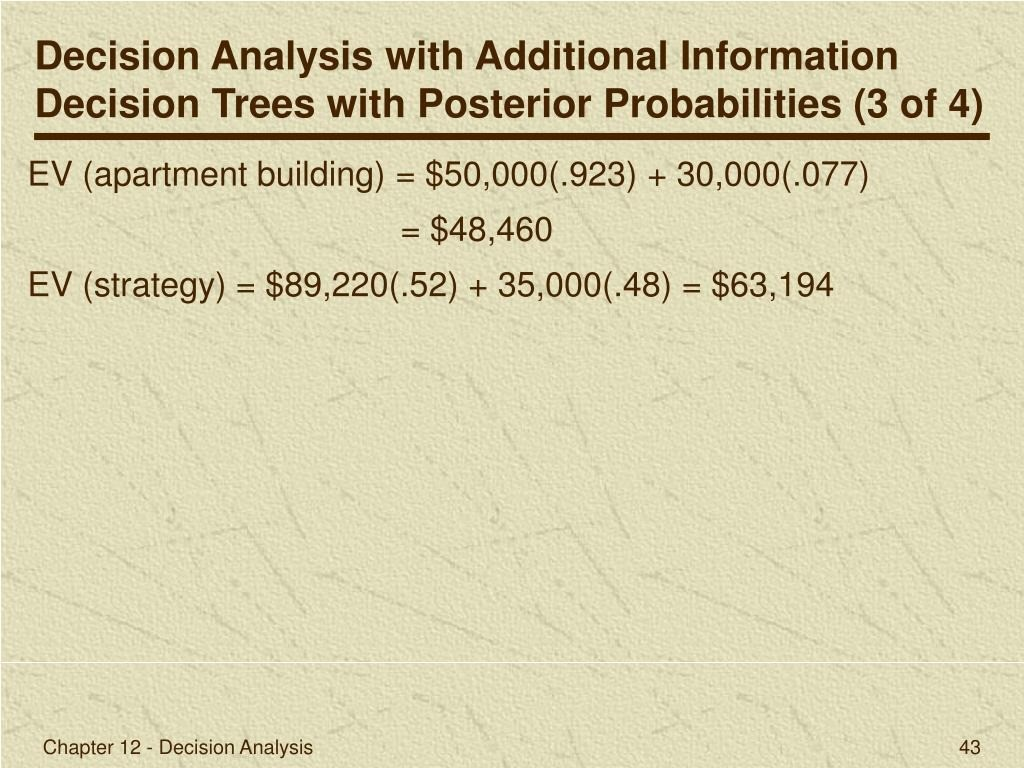 Decision Analysis with Additional Information
Decision Trees with Posterior Probabilities (3 of 4)
EV (apartment building) = $50,000(.923) + 30,000(.077)
= $48,460
EV (strategy) = $89,220(.52) + 35,000(.48) = $63,194
Chapter 12 - Decision Analysis
43